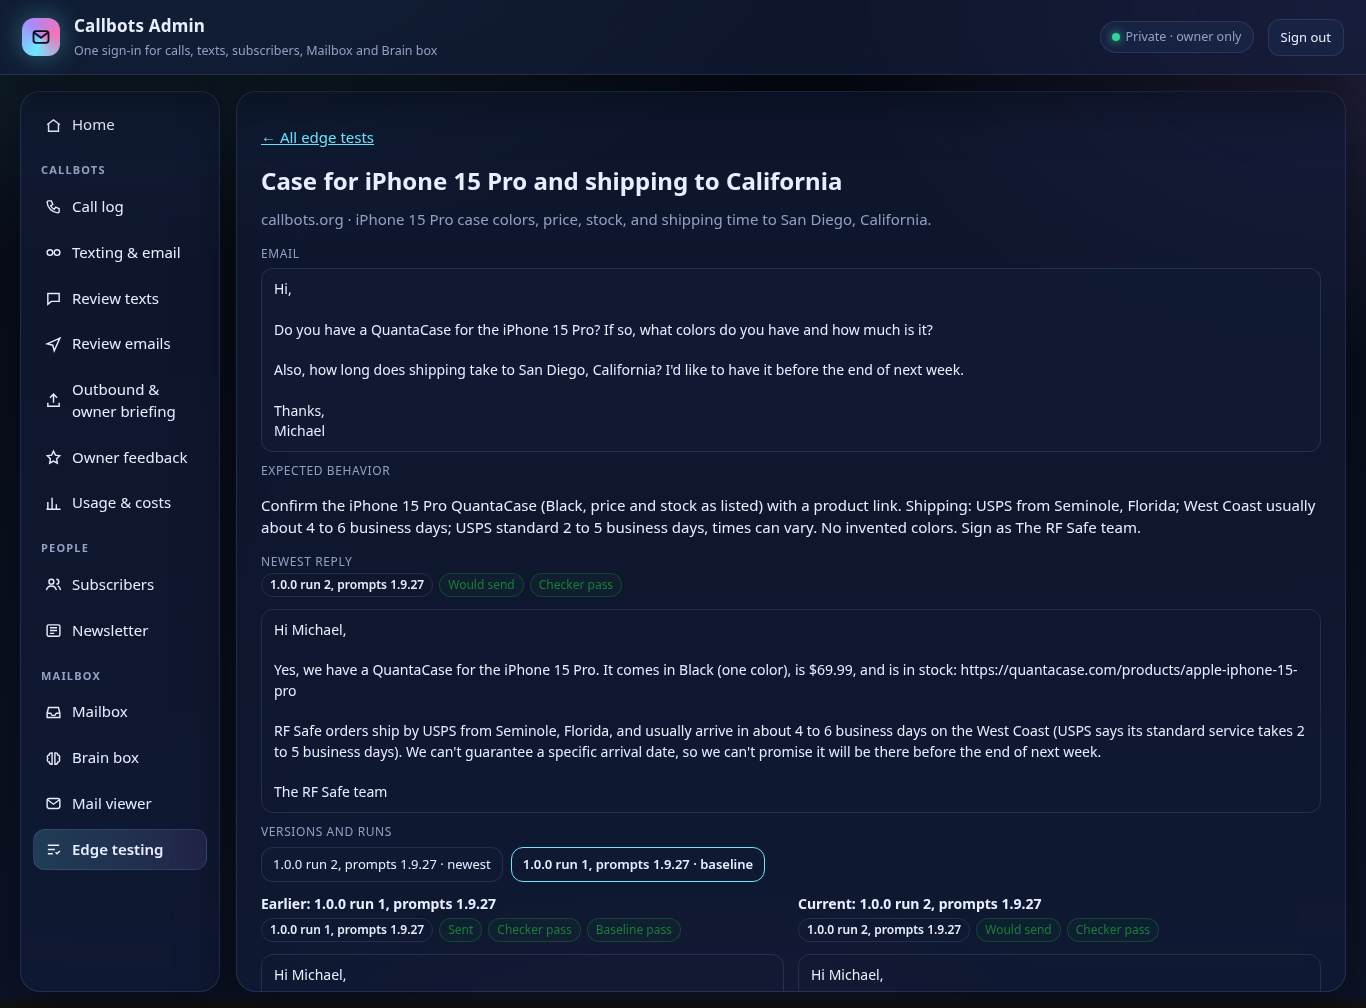 Callbots Admin
One sign-in for calls, texts, subscribers, Mailbox and Brain box
Private · owner only
Sign out
Home
CALLBOTS
Call log
Texting & email
Review texts
Review emails
Outbound &
owner briefing
Owner feedback
Usage & costs
PEOPLE
Subscribers
Newsletter
MAILBOX
Mailbox
Brain box
Mail viewer
Edge testing
← All edge tests
Case for iPhone 15 Pro and shipping to California
callbots.org · iPhone 15 Pro case colors, price, stock, and shipping time to San Diego, California.
EMAIL
Hi,
Do you have a QuantaCase for the iPhone 15 Pro? If so, what colors do you have and how much is it?
Also, how long does shipping take to San Diego, California? I'd like to have it before the end of next week.
Thanks,
Michael
EXPECTED BEHAVIOR
Confirm the iPhone 15 Pro QuantaCase (Black, price and stock as listed) with a product link. Shipping: USPS from Seminole, Florida; West Coast usually
about 4 to 6 business days; USPS standard 2 to 5 business days, times can vary. No invented colors. Sign as The RF Safe team.
NEWEST REPLY
1.0.0 run 2, prompts 1.9.27
Would send
Checker pass
Hi Michael,
Yes, we have a QuantaCase for the iPhone 15 Pro. It comes in Black (one color), is $69.99, and is in stock: https://quantacase.com/products/apple-iphone-15-
pro
RF Safe orders ship by USPS from Seminole, Florida, and usually arrive in about 4 to 6 business days on the West Coast (USPS says its standard service takes 2
to 5 business days). We can't guarantee a specific arrival date, so we can't promise it will be there before the end of next week.
The RF Safe team
VERSIONS AND RUNS
1.0.0 run 2, prompts 1.9.27 · newest
1.0.0 run 1, prompts 1.9.27 · baseline
Earlier: 1.0.0 run 1, prompts 1.9.27
1.0.0 run 1, prompts 1.9.27
Sent
Checker pass
Baseline pass
Hi Michael,
Current: 1.0.0 run 2, prompts 1.9.27
1.0.0 run 2, prompts 1.9.27
Would send
Checker pass
Hi Michael,